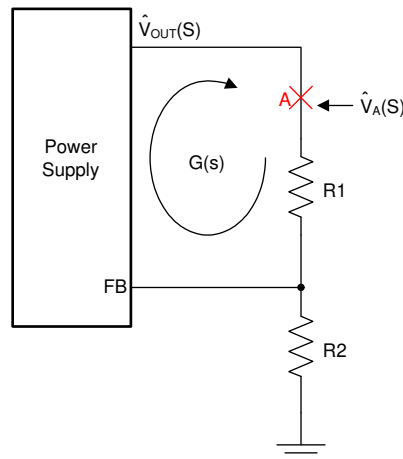 V̂OUT(S)
A
V̂A(S)
Power
Supply
G(s)
R1
FB
R2